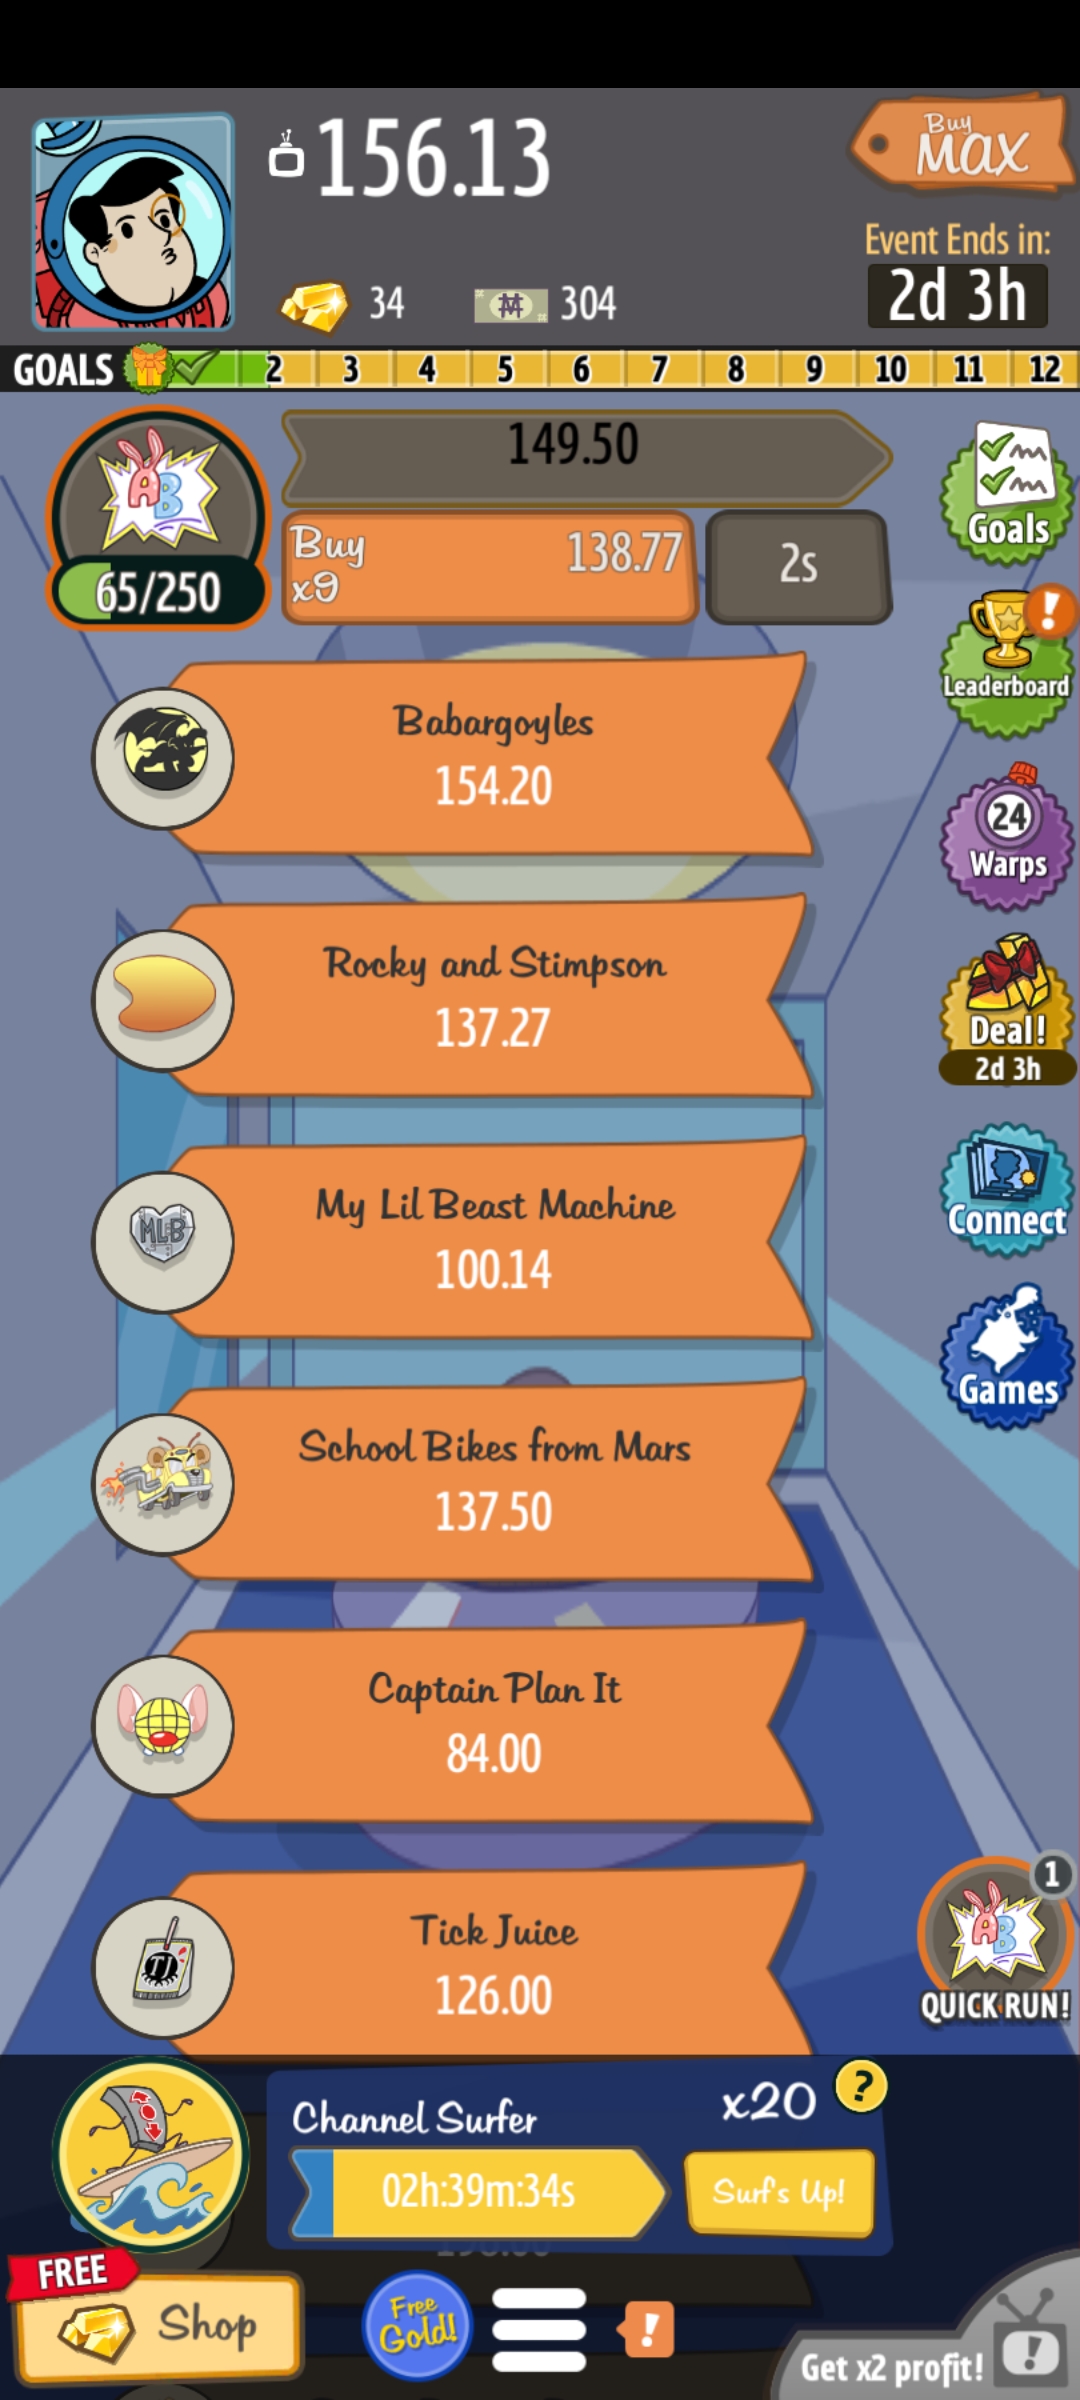 156.13
Buy
MAX
Event Ends in:
2d 3h
34
304
GOALS 2 3 4 5 6 7 8 9 10 11 12
AB
65/250
149.50
Buy
x9
138.77
2s
Goals
Leaderboard
!
Babargoyles
154.20
24
Warps
Rocky and Stimpson
137.27
Deal!
2d 3h
MLB
My Lil Beast Machine
100.14
Connect
School Bikes from Mars
137.50
Games
Captain Plan It
84.00
TJ
Tick Juice
126.00
1
AB
QUICK RUN!
Channel Surfer
x20
?
02h:39m:34s
Surf's Up!
FREE
Shop
Free
Gold!
!
Get x2 profit!
!